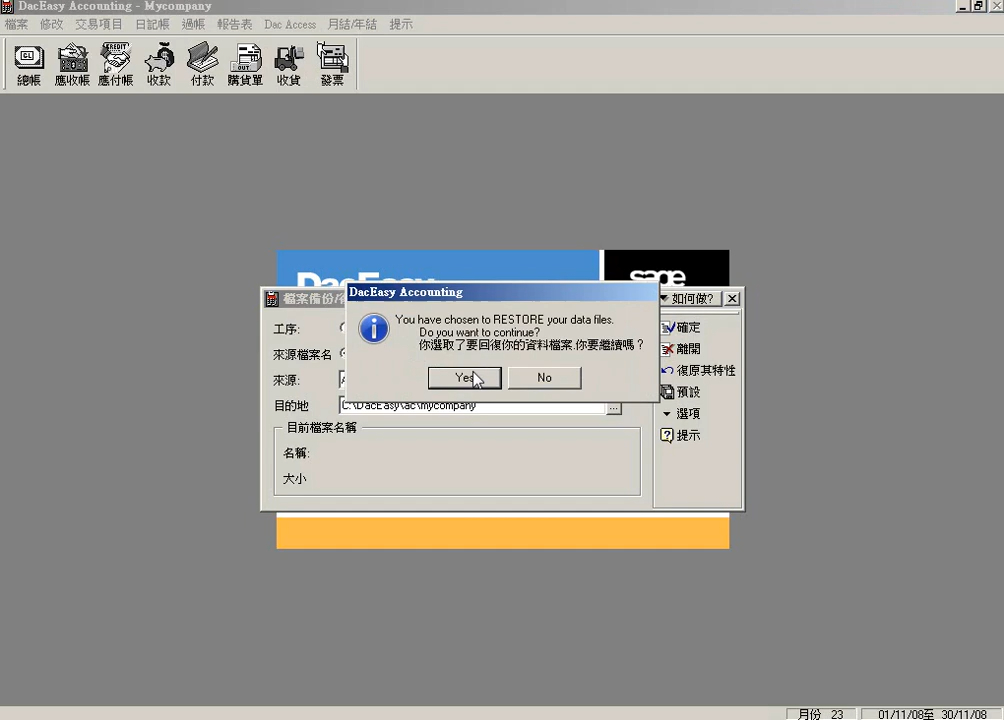 DacEasy Accounting - Mycompany
檔案 修改 交易項目 日記帳 過帳 報告表 Dac Access 月結/年結 提示
GL CREDIT OUT
總帳 應收帳 應付帳 收款 付款 購貨單 收貨 發票
DacEasy
sage
檔案備份/
如何做?
DacEasy Accounting
You have chosen to RESTORE your data files.
Do you want to continue?
你選取了要回復你的資料檔案.你要繼續嗎？
Yes No
工序:
來源檔案名
來源: A
目的地 C:\DacEasy\ac\mycompany ...
目前檔案名稱
名稱:
大小
確定
離開
復原其特性
預設
選項
提示
月份 23 01/11/08至 30/11/08